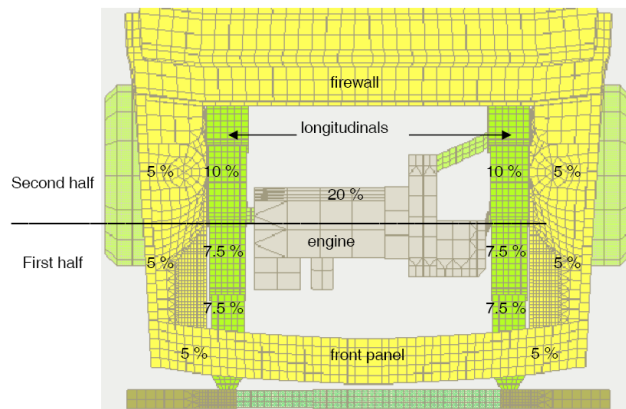 firewall
longitudinals
5 %
10 %
10 %
5 %
Second half
20 %
engine
First half
5 %
7.5 %
7.5 %
5 %
7.5 %
7.5 %
5 %
front panel
5 %